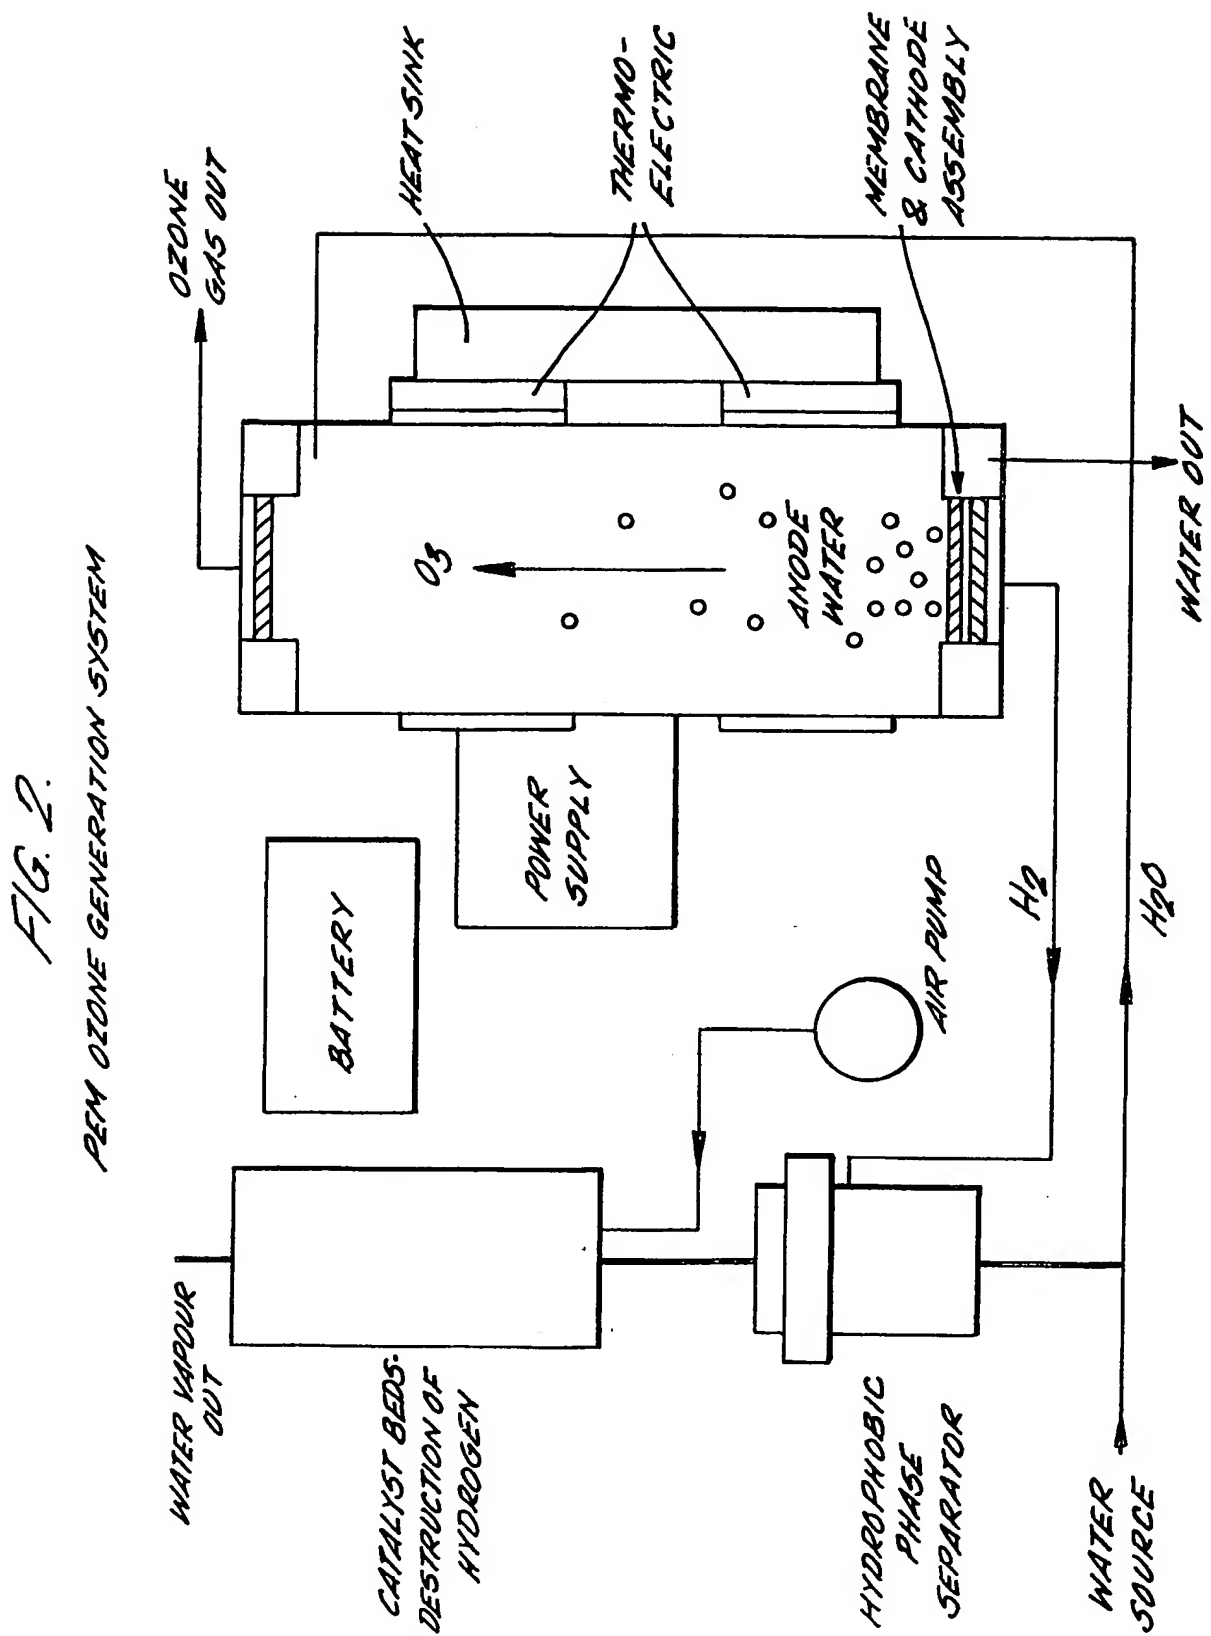 FIG. 2.
PEM OZONE GENERATION SYSTEM
WATER VAPOUR
OUT
CATALYST BEDS-
DESTRUCTION OF
HYDROGEN
HYDROPHOBIC
PHASE
SEPARATOR
WATER
SOURCE
BATTERY
POWER
SUPPLY
AIR PUMP
H2
H2O
O3
ANODE
WATER
OZONE
GAS OUT
HEAT SINK
THERMO-
ELECTRIC
MEMBRANE
& CATHODE
ASSEMBLY
WATER OUT